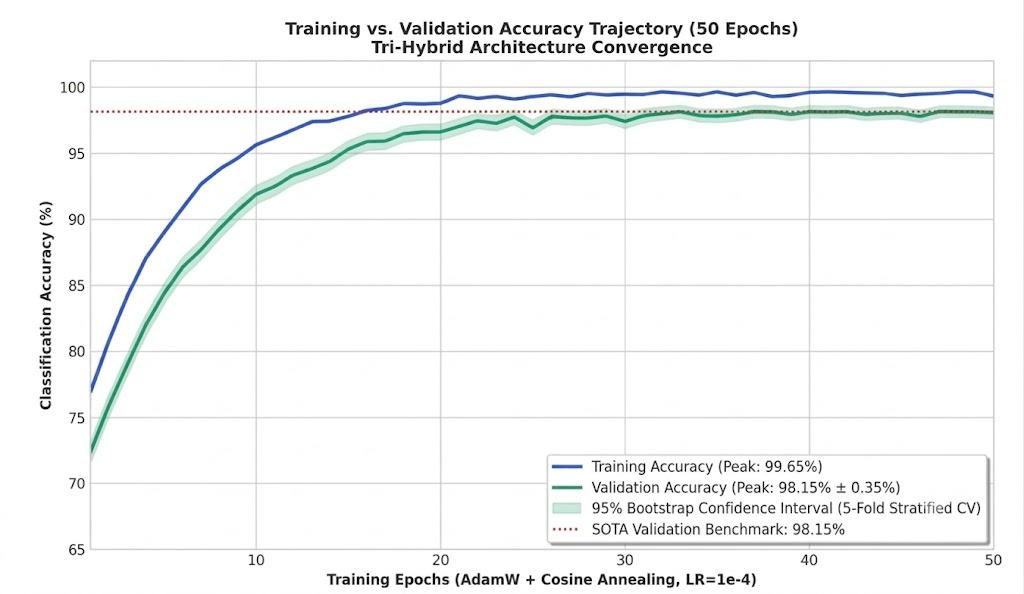 Training vs. Validation Accuracy Trajectory (50 Epochs)
Tri-Hybrid Architecture Convergence
Classification Accuracy (%)
100
95
90
85
80
75
70
65
Training Accuracy (Peak: 99.65%)
Validation Accuracy (Peak: 98.15% ± 0.35%)
95% Bootstrap Confidence Interval (5-Fold Stratified CV)
SOTA Validation Benchmark: 98.15%
10 20 30 40 50
Training Epochs (AdamW + Cosine Annealing, LR=1e-4)